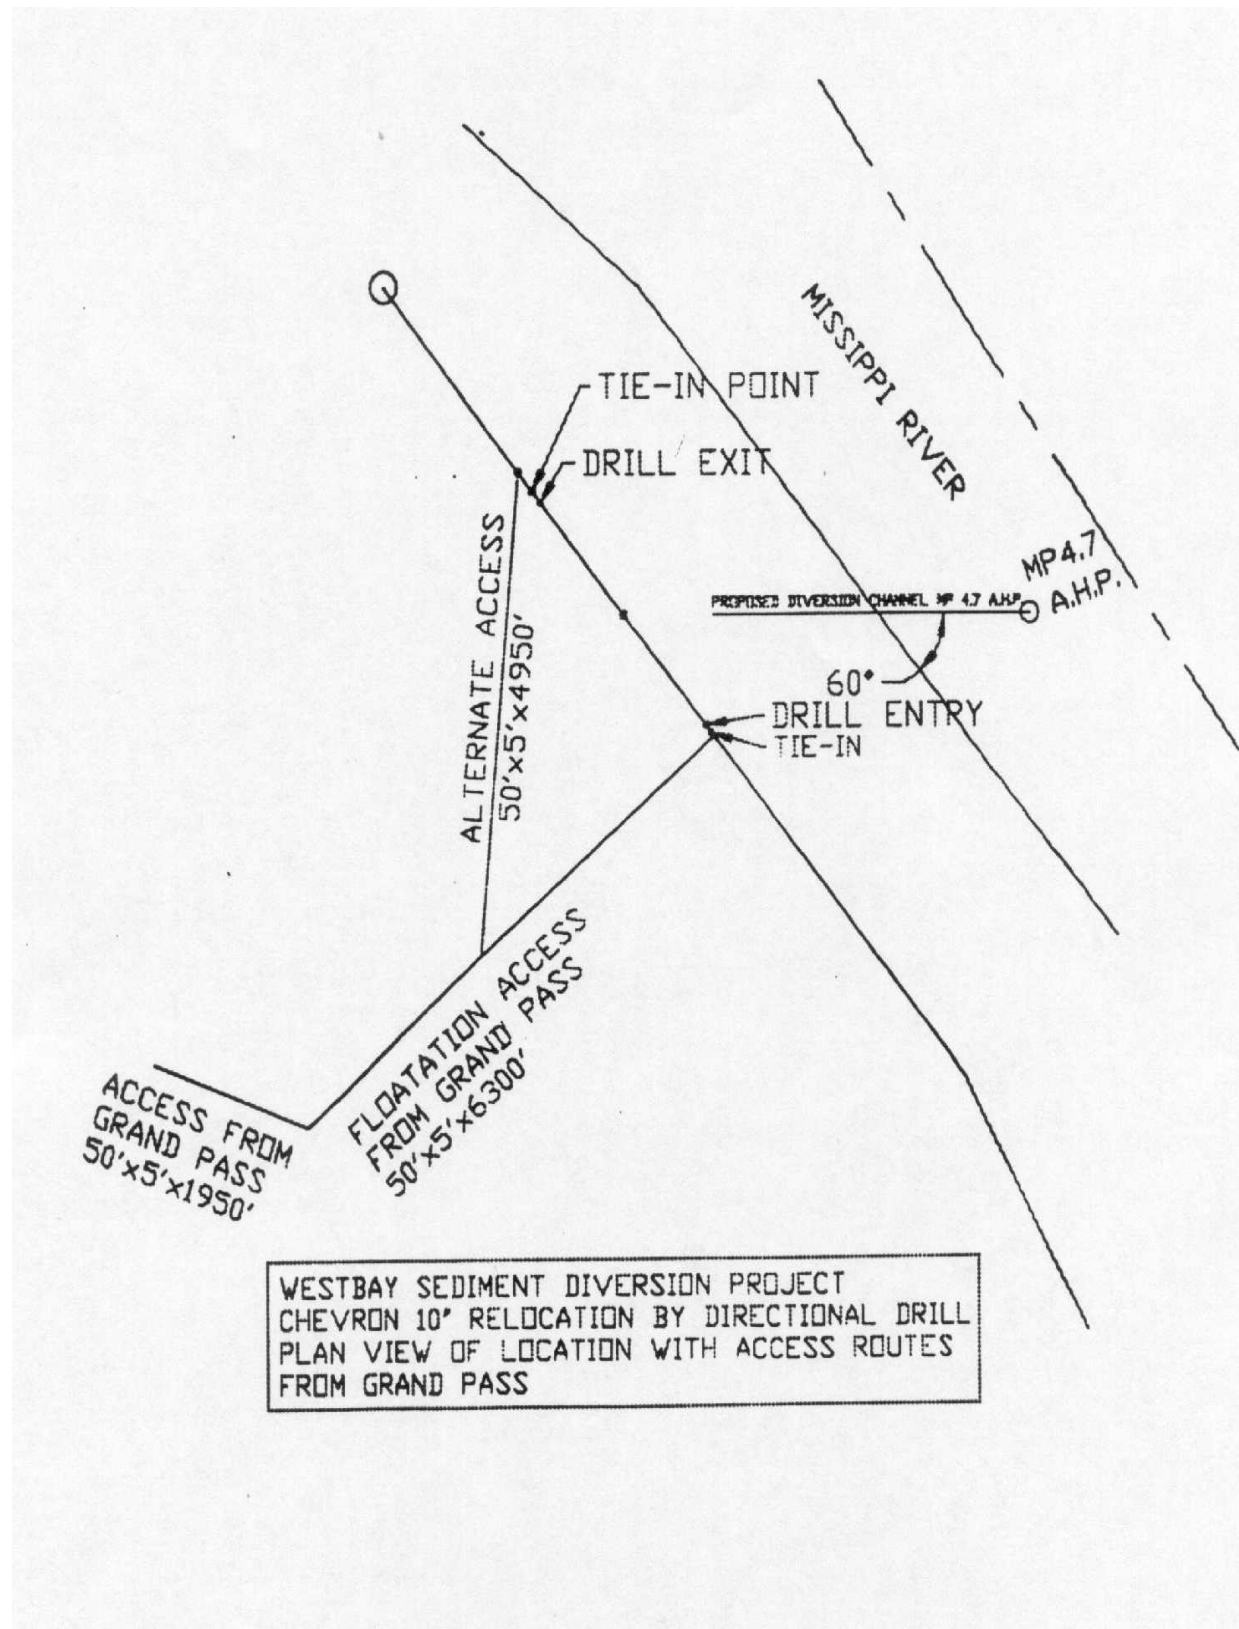 MISSISSIPPI RIVER
TIE-IN POINT
DRILL EXIT
MP 4.7
A.H.P.
PROPOSED DIVERSION CHANNEL MP 4.7 A.H.P.
60°
DRILL ENTRY
TIE-IN
ALTERNATE ACCESS
50'x5'x4950'
FLOATATION ACCESS
FROM GRAND PASS
50'x5'x6300'
ACCESS FROM
GRAND PASS
50'x5'x1950'
WESTBAY SEDIMENT DIVERSION PROJECT
CHEVRON 10" RELOCATION BY DIRECTIONAL DRILL
PLAN VIEW OF LOCATION WITH ACCESS ROUTES
FROM GRAND PASS